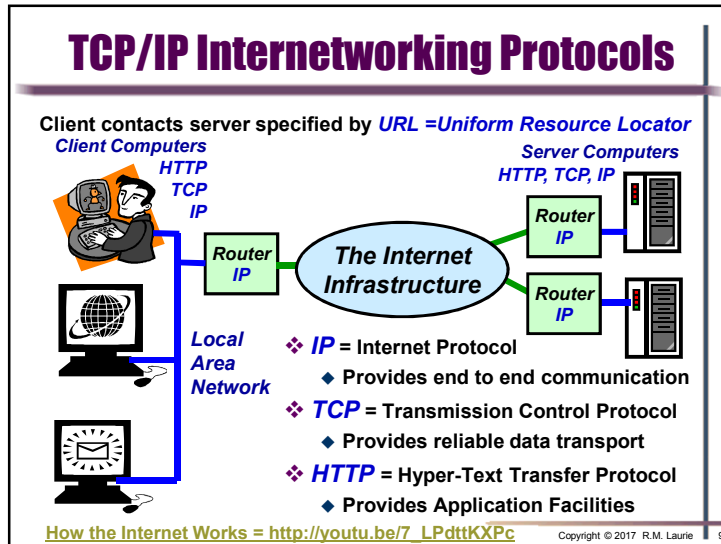 TCP/IP Internetworking Protocols
Client contacts server specified by URL =Uniform Resource Locator
Client Computers
HTTP
TCP
IP
Server Computers
HTTP, TCP, IP
Router
IP
The Internet
Infrastructure
Router
IP
Router
IP
Local
Area
Network
❖ IP = Internet Protocol
◆ Provides end to end communication
❖ TCP = Transmission Control Protocol
◆ Provides reliable data transport
❖ HTTP = Hyper-Text Transfer Protocol
◆ Provides Application Facilities
How the Internet Works = http://youtu.be/7_LPdttKXPc
Copyright © 2017 R.M. Laurie 9